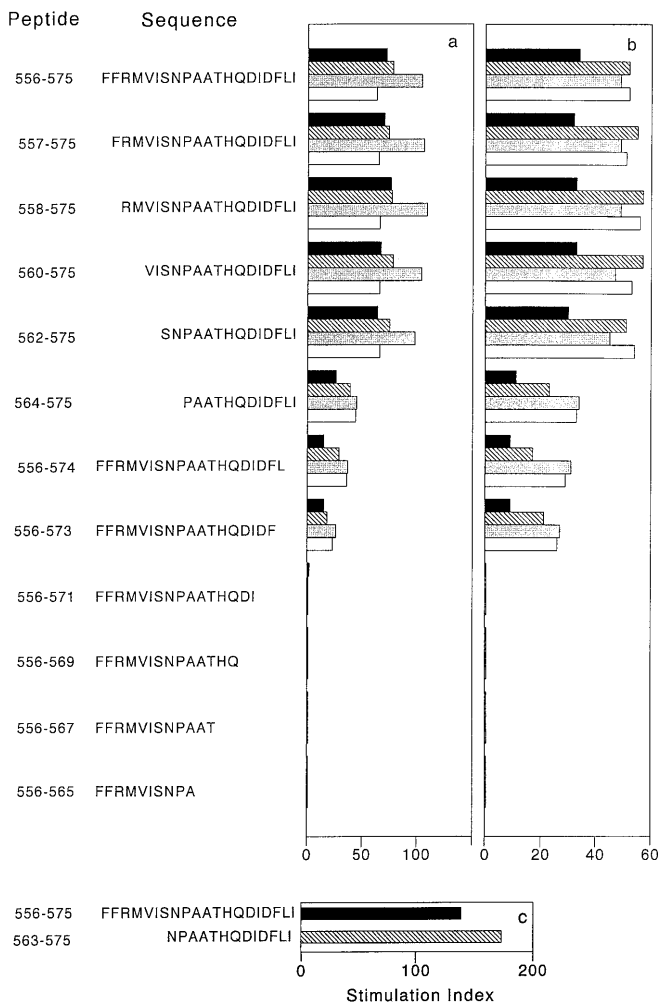 Peptide Sequence
a b
556-575 FFRMVISNPAATHQDIDFLI
557-575 FRMVISNPAATHQDIDFLI
558-575 RMVISNPAATHQDIDFLI
560-575 VISNPAATHQDIDFLI
562-575 SNPAATHQDIDFLI
564-575 PAATHQDIDFLI
556-574 FFRMVISNPAATHQDIDFL
556-573 FFRMVISNPAATHQDIDF
556-571 FFRMVISNPAATHQDI
556-569 FFRMVISNPAATHQ
556-567 FFRMVISNPAAT
556-565 FFRMVISNPA
0 50 100 0 20 40 60
556-575 FFRMVISNPAATHQDIDFLI c
563-575 NPAATHQDIDFLI
0 100 200
Stimulation Index